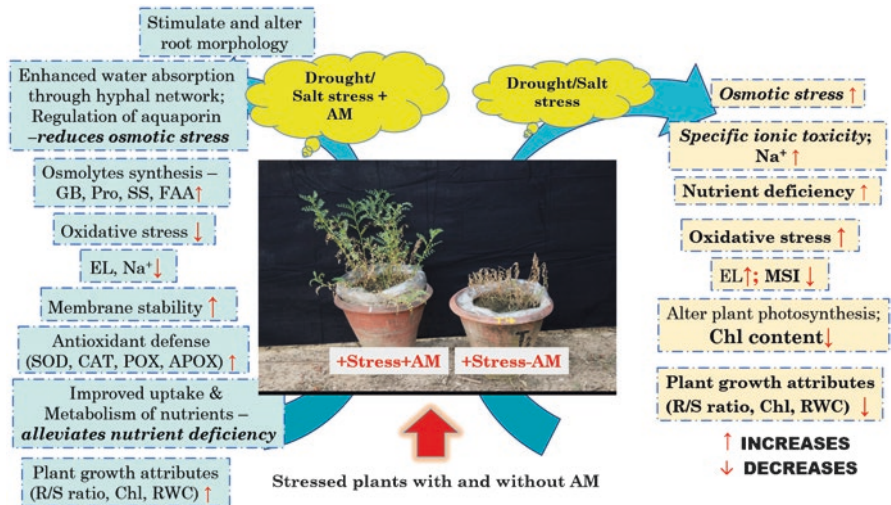 Stimulate and alter
root morphology
Enhanced water absorption
through hyphal network;
Regulation of aquaporin
–reduces osmotic stress
Osmolytes synthesis –
GB, Pro, SS, FAA↑
Oxidative stress ↓
EL, Na⁺↓
Membrane stability ↑
Antioxidant defense
(SOD, CAT, POX, APOX) ↑
Improved uptake &
Metabolism of nutrients –
alleviates nutrient deficiency
Plant growth attributes
(R/S ratio, Chl, RWC) ↑
Drought/
Salt stress +
AM
Drought/Salt
stress
+Stress+AM
+Stress-AM
Stressed plants with and without AM
Osmotic stress ↑
Specific ionic toxicity;
Na⁺ ↑
Nutrient deficiency ↑
Oxidative stress ↑
EL↑; MSI ↓
Alter plant photosynthesis;
Chl content↓
Plant growth attributes
(R/S ratio, Chl, RWC) ↓
↑ INCREASES
↓ DECREASES